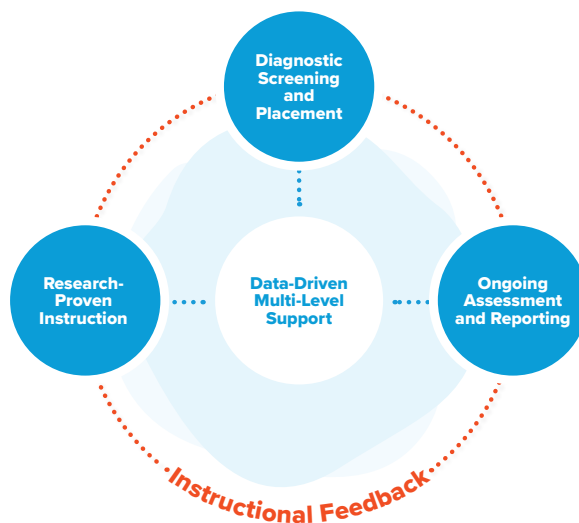 Diagnostic
Screening
and
Placement
Research-
Proven
Instruction
Data-Driven
Multi-Level
Support
Ongoing
Assessment
and Reporting
Instructional Feedback